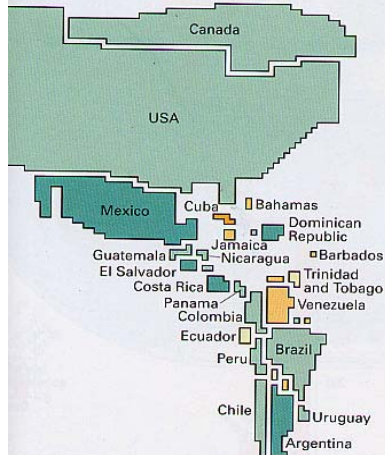 Canada
USA
Mexico
Cuba
Bahamas
Dominican
Republic
Jamaica
Guatemala
Nicaragua
Barbados
El Salvador
Costa Rica
Trinidad
and Tobago
Panama
Venezuela
Colombia
Ecuador
Peru
Brazil
Chile
Uruguay
Argentina